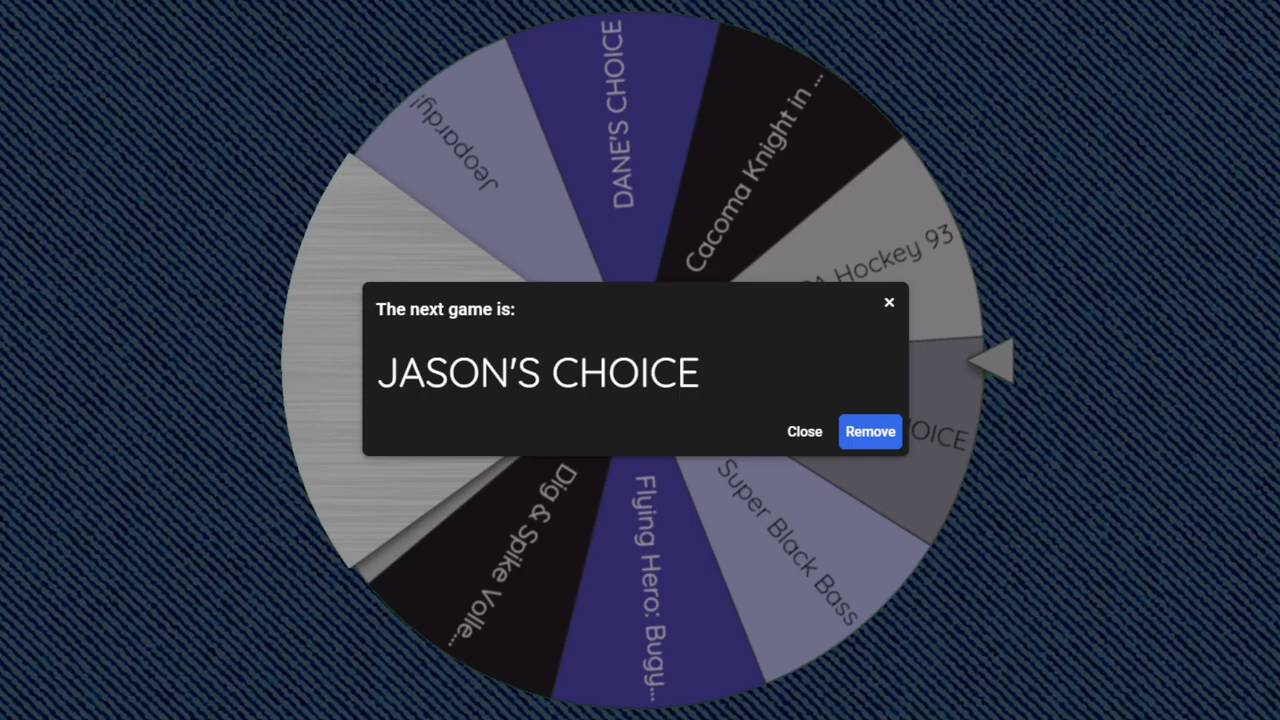 Jeopardy!
DANE'S CHOICE
Cacoma Knight in ...
Hockey 93
The next game is:
×
JASON'S CHOICE
Close
Remove
Super Black Bass
Flying Hero: Bugy...
Dig & Spike Volle...